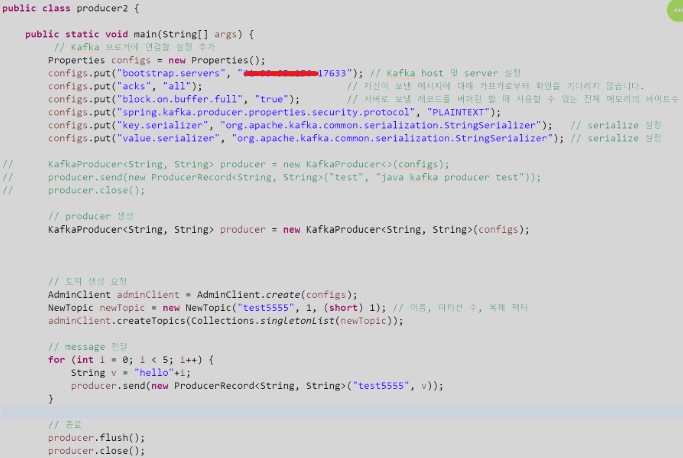 public class producer2 {
public static void main(String[] args) {
// Kafka 브로커에 연결할 설정 추가
Properties configs = new Properties();
configs.put("bootstrap.servers", " 17633"); // Kafka host 및 server 설정
configs.put("acks", "all"); // 자신이 보낸 메시지에 대해 카프카로부터 확인을 기다리지 않습니다.
configs.put("block.on.buffer.full", "true"); // 서버로 보낼 레코드를 버퍼링 할 때 사용할 수 있는 전체 메모리의 바이트수
configs.put("spring.kafka.producer.properties.security.protocol", "PLAINTEXT");
configs.put("key.serializer", "org.apache.kafka.common.serialization.StringSerializer"); // serialize 설정
configs.put("value.serializer", "org.apache.kafka.common.serialization.StringSerializer"); // serialize 설정
// KafkaProducer<String, String> producer = new KafkaProducer<>(configs);
// producer.send(new ProducerRecord<String, String>("test", "java kafka producer test"));
// producer.close();
// producer 생성
KafkaProducer<String, String> producer = new KafkaProducer<String, String>(configs);
// 토픽 생성 요청
AdminClient adminClient = AdminClient.create(configs);
NewTopic newTopic = new NewTopic("test5555", 1, (short) 1); // 이름, 파티션 수, 복제 팩터
adminClient.createTopics(Collections.singletonList(newTopic));
// message 전달
for (int i = 0; i < 5; i++) {
String v = "hello"+i;
producer.send(new ProducerRecord<String, String>("test5555", v));
}
// 종료
producer.flush();
producer.close();